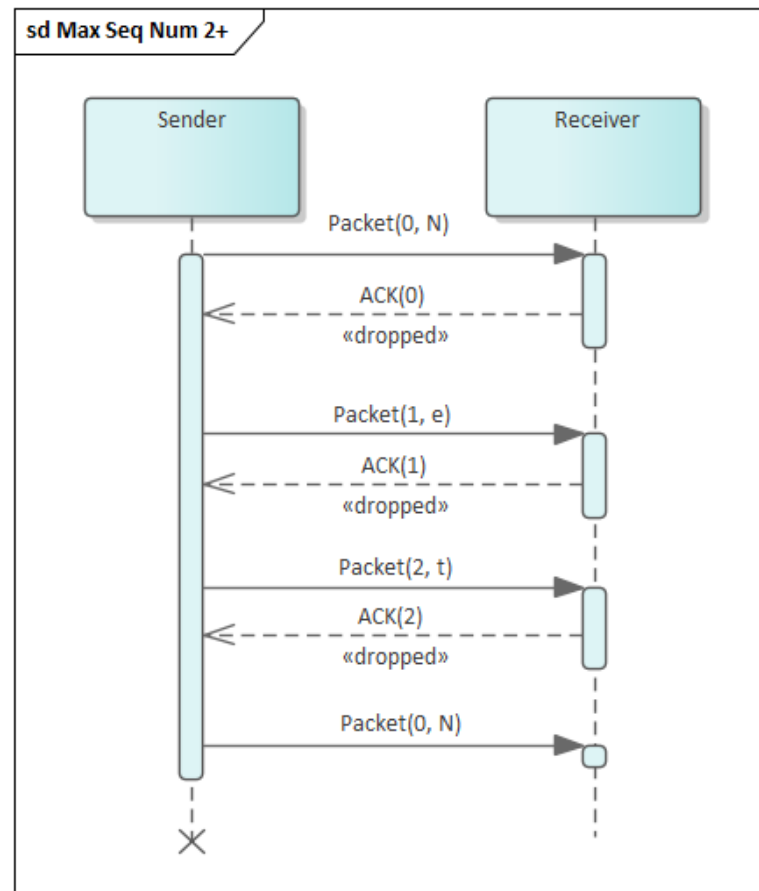 sd Max Seq Num 2+
Sender
Receiver
Packet(0, N)
ACK(0)
«dropped»
Packet(1, e)
ACK(1)
«dropped»
Packet(2, t)
ACK(2)
«dropped»
Packet(0, N)